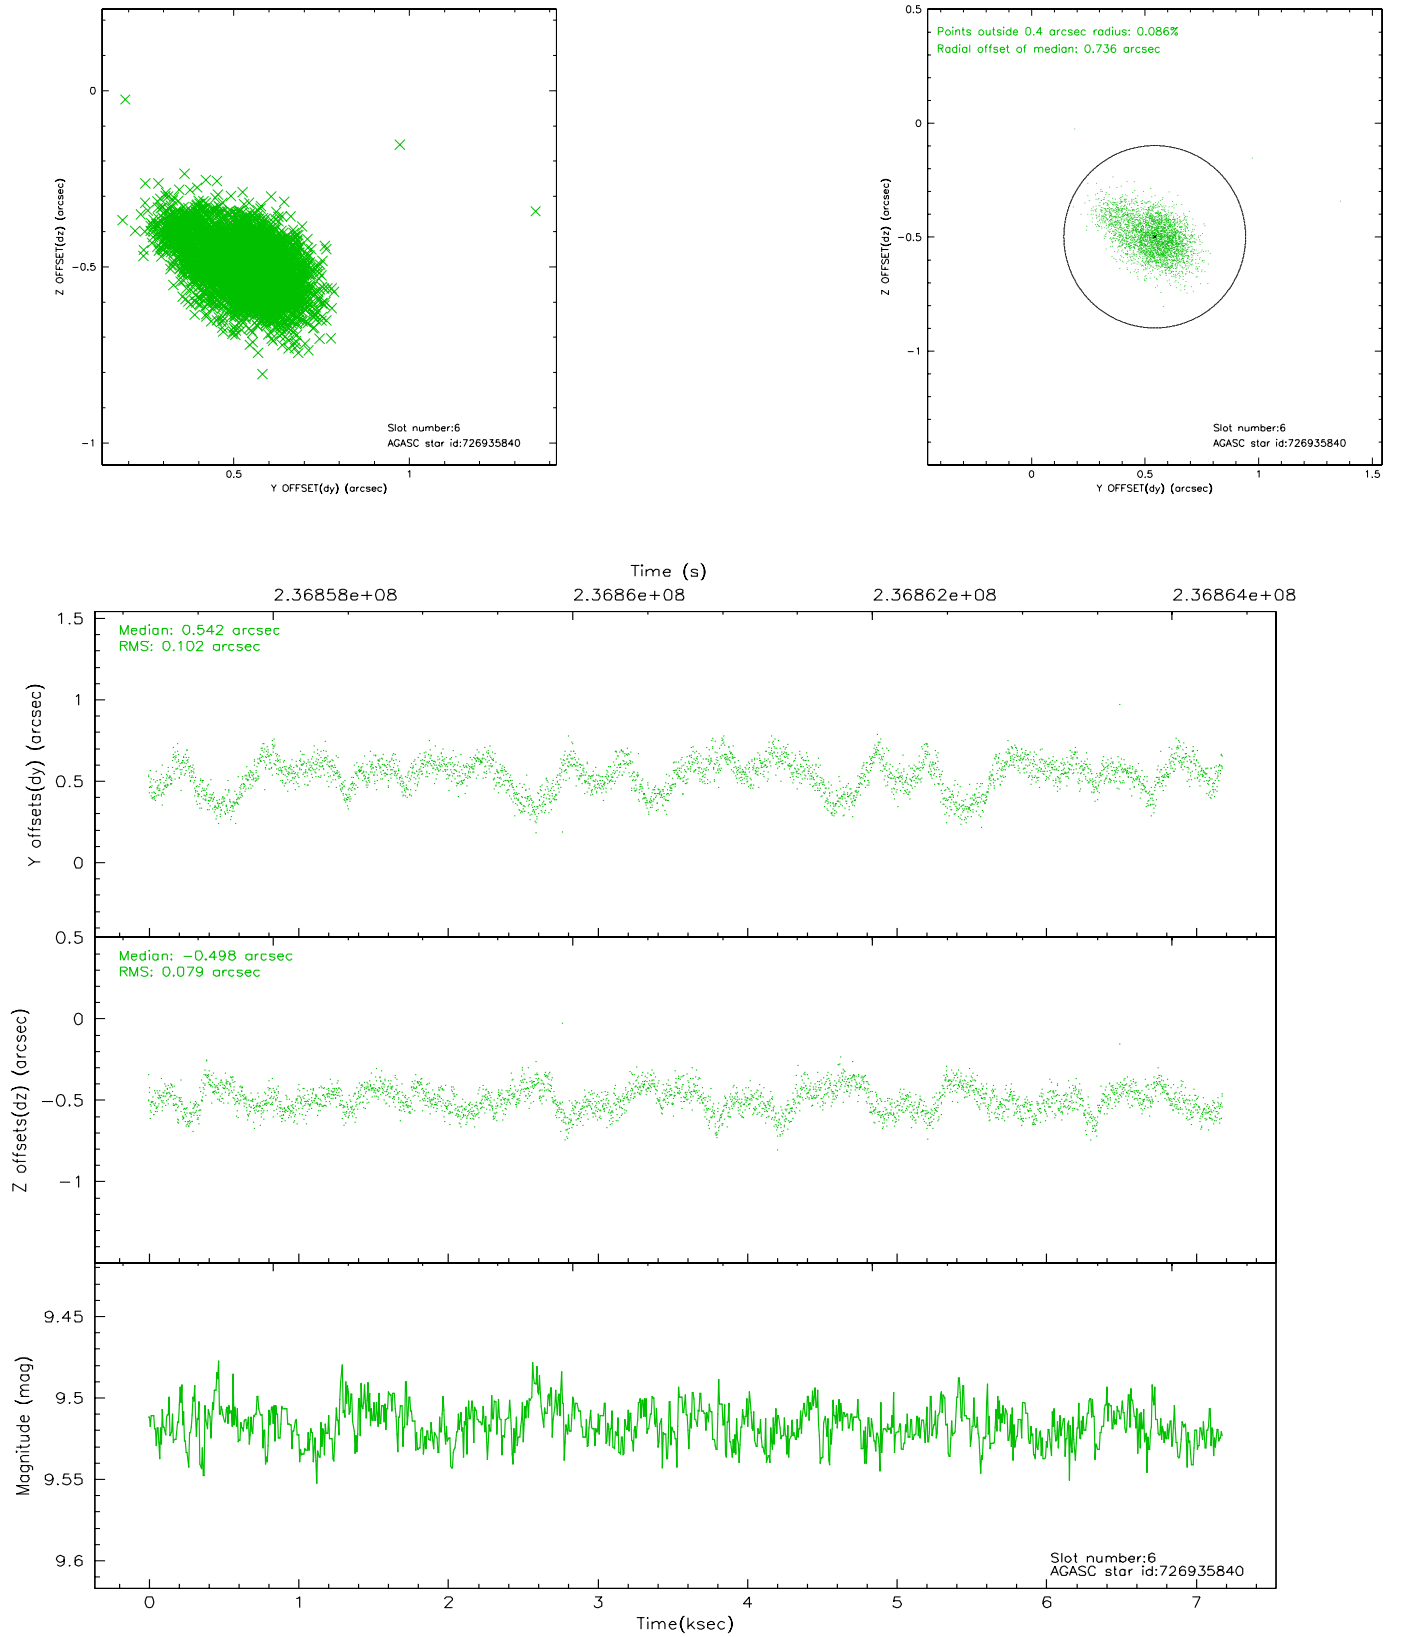 0
-0.5
-1
0.5
1
Z OFFSET(dz) (arcsec)
Y OFFSET(dy) (arcsec)
Slot number:6
AGASC star id:726935840
Points outside 0.4 arcsec radius: 0.086%
Radial offset of median: 0.736 arcsec
0.5
0
-0.5
-1
0
0.5
1
1.5
Z OFFSET(dz) (arcsec)
Y OFFSET(dy) (arcsec)
Slot number:6
AGASC star id:726935840
Time (s)
2.36858e+08
2.3686e+08
2.36862e+08
2.36864e+08
Median: 0.542 arcsec
RMS: 0.102 arcsec
1.5
1
0.5
0
Y offsets(dy) (arcsec)
Median: -0.498 arcsec
RMS: 0.079 arcsec
0.5
0
-0.5
-1
Z offsets(dz) (arcsec)
9.45
9.5
9.55
9.6
Magnitude (mag)
Slot number:6
AGASC star id:726935840
0
1
2
3
4
5
6
7
Time(ksec)